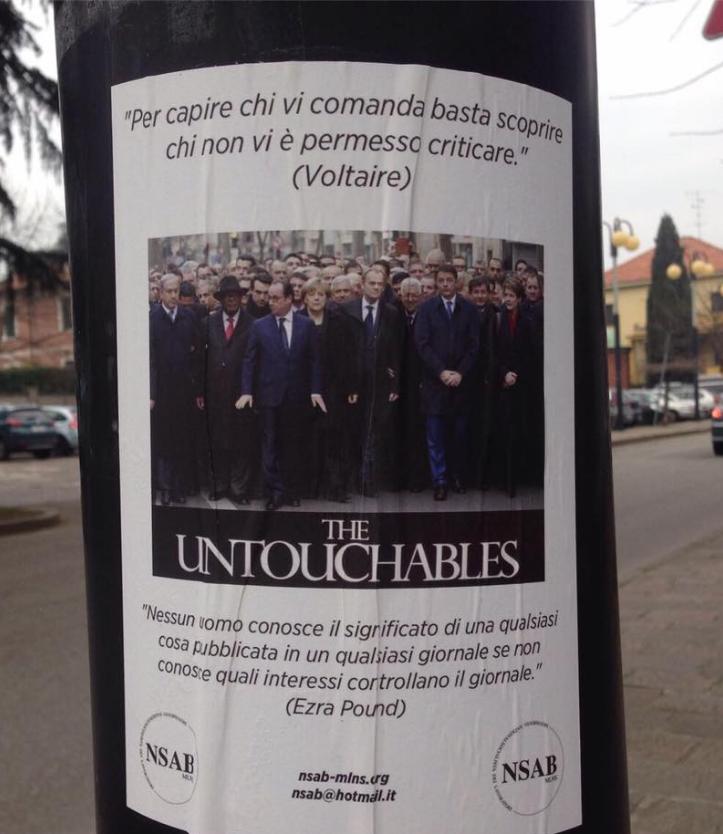 "Per capire chi vi comanda basta scoprire
chi non vi è permesso criticare."
(Voltaire)
THE
UNTOUCHABLES
"Nessun uomo conosce il significato di una qualsiasi
cosa pubblicata in un qualsiasi giornale se non
conosce quali interessi controllano il giornale."
(Ezra Pound)
NSAB
MLNS
nsab-mlns.org
nsab@hotmail.it
NSAB
MLNS